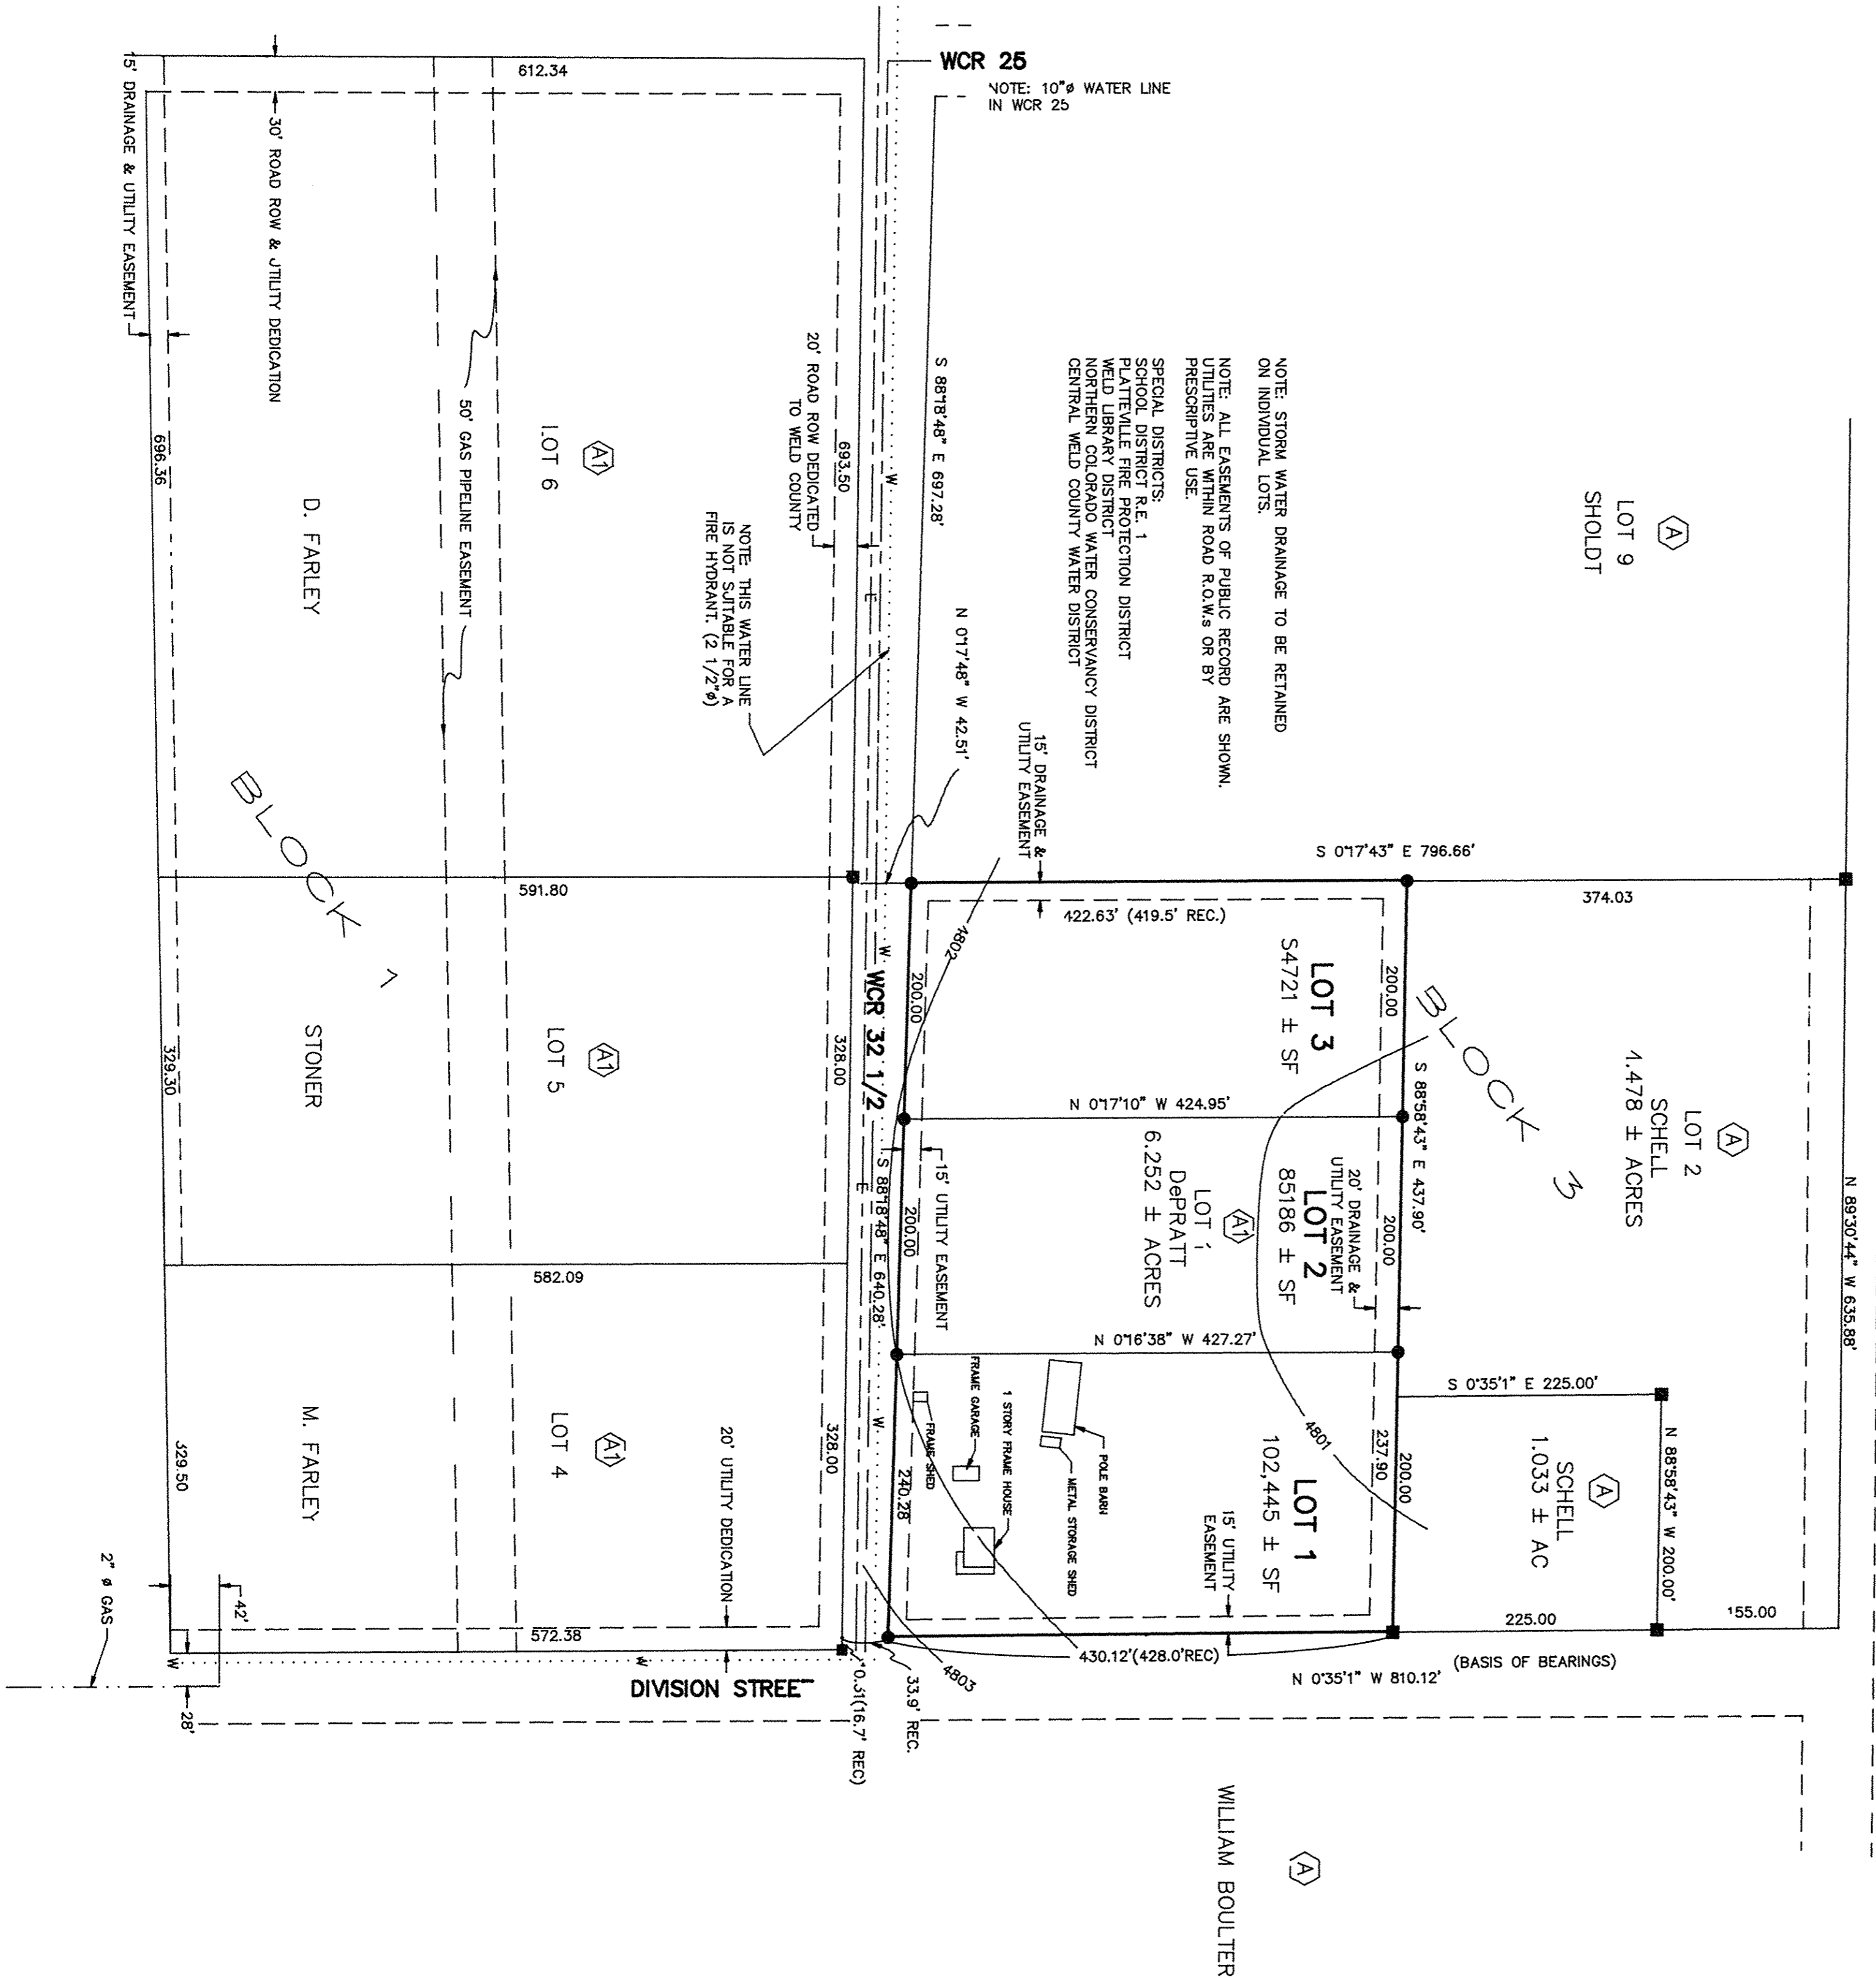 WCR 25
NOTE: 10"ø WATER LINE
IN WCR 25
612.34
15' DRAINAGE & UTILITY EASEMENT
30' ROAD ROW & UTILITY DEDICATION
50' GAS PIPELINE EASEMENT
20' ROAD ROW DEDICATED
TO WELD COUNTY
693.50
696.36
LOT 6
A1
D. FARLEY
NOTE: THIS WATER LINE
IS NOT SUITABLE FOR A
FIRE HYDRANT. (2 1/2"ø)
S 88°18'48" E 697.28'
N 0°17'48" W 42.51'
NOTE: STORM WATER DRAINAGE TO BE RETAINED
ON INDIVIDUAL LOTS.
NOTE: ALL EASEMENTS OF PUBLIC RECORD ARE SHOWN.
UTILITIES ARE WITHIN ROAD R.O.W.s OR BY
PRESCRIPTIVE USE.
SPECIAL DISTRICTS:
SCHOOL DISTRICT R.E. 1
PLATTEVILLE FIRE PROTECTION DISTRICT
WELD LIBRARY DISTRICT
NORTHERN COLORADO WATER CONSERVANCY DISTRICT
CENTRAL WELD COUNTY WATER DISTRICT
A
LOT 9
SHOLDT
15' DRAINAGE &
UTILITY EASEMENT
S 0°17'43" E 796.66'
374.03
422.63' (419.5' REC.)
W
E
BLOCK 1
591.80
A1
LOT 5
STONER
328.00
329.30
582.09
WCR 32 1/2
W
E
S 88°18'48" E 640.28'
4802
200.00
LOT 3
84721 ± SF
200.00
N 0°17'10" W 424.95'
BLOCK 3
S 88°58'43" E 437.90'
A
LOT 2
SCHELL
1.478 ± ACRES
N 89°30'44" W 635.88'
20' DRAINAGE &
UTILITY EASEMENT
LOT 2
85186 ± SF
200.00
A1
LOT 1
DePRATT
6.252 ± ACRES
15' UTILITY EASEMENT
200.00
N 0°16'38" W 427.27'
4801
S 0°35'1" E 225.00'
N 88°58'43" W 200.00'
A
SCHELL
1.033 ± AC
237.90
200.00
LOT 1
102,445 ± SF
15' UTILITY
EASEMENT
POLE BARN
METAL STORAGE SHED
1 STORY FRAME HOUSE
FRAME GARAGE
FRAME SHED
240.28
W
A1
LOT 4
M. FARLEY
328.00
329.50
20' UTILITY DEDICATION
572.38
42'
2" ø GAS
28'
W
W
DIVISION STREET
(16.7' REC)
33.9' REC.
4803
430.12'(428.0'REC)
N 0°35'1" W 810.12'
(BASIS OF BEARINGS)
225.00
155.00
A
WILLIAM BOULTER